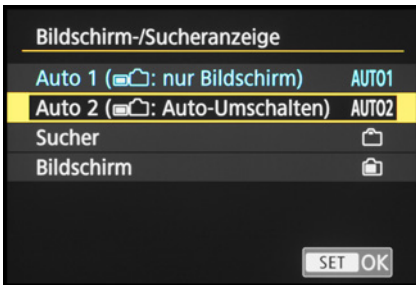 Bildschirm-/Sucheranzeige
Auto 1 (: nur Bildschirm) AUTO1
Auto 2 (: Auto-Umschalten) AUTO2
Sucher
Bildschirm
SET OK